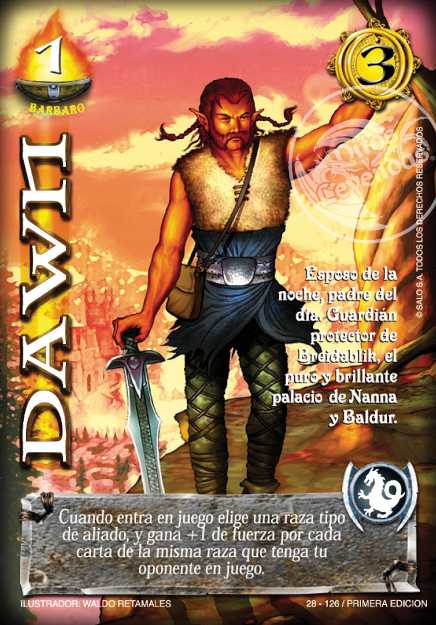 1
BARBARO
3
MITOS
Leyendas
DAWN
© SALO S.A. TODOS LOS DERECHOS RESERVADOS
Esposo de la
noche, padre del
día. Guardián
protector de
Breidablik, el
puro y brillante
palacio de Nanna
y Baldur.
Cuando entra en juego elige una raza tipo
de aliado, y gana +1 de fuerza por cada
carta de la misma raza que tenga tu
oponente en juego.
ILUSTRADOR: WALDO RETAMALES
28 - 126 / PRIMERA EDICION